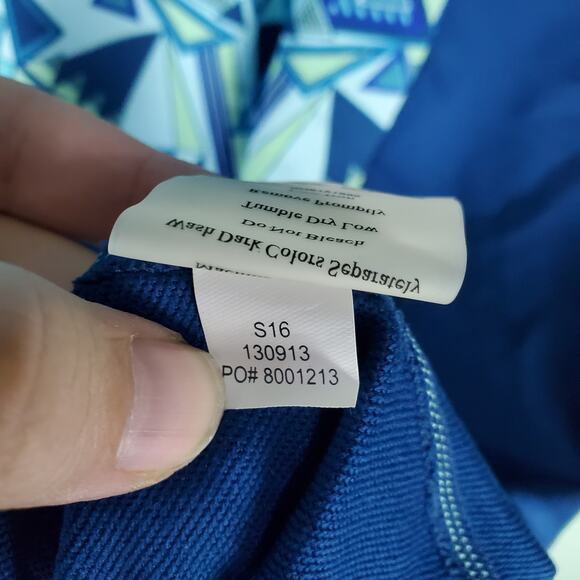 Wash Dark Colors Separately
Do Not Bleach
Tumble Dry Low
Remove Promptly
S16
130913
PO# 8001213